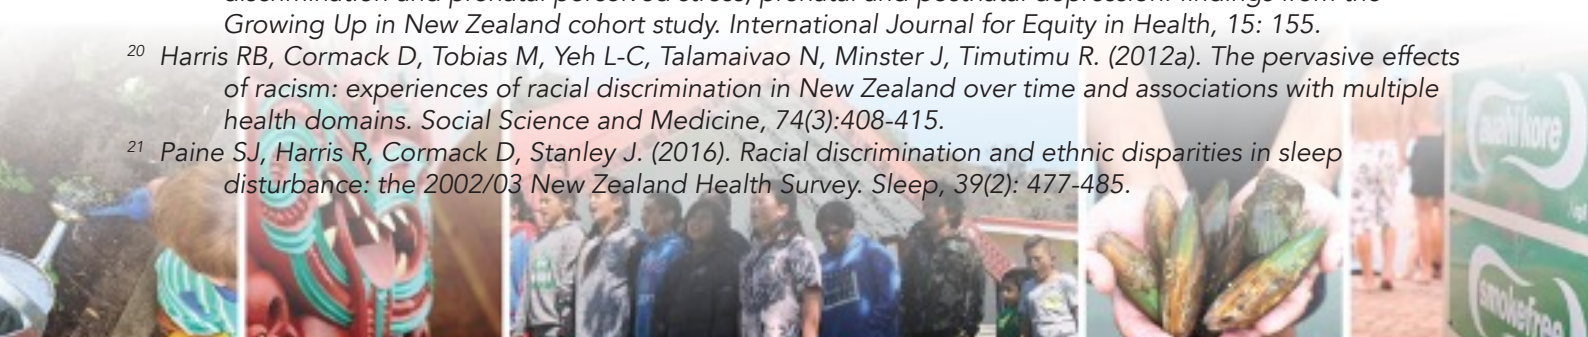 discrimination and prenatal perceived stress, prenatal and postnatal depression: findings from the
Growing Up in New Zealand cohort study. International Journal for Equity in Health, 15: 155.
20 Harris RB, Cormack D, Tobias M, Yeh L-C, Talamaivao N, Minster J, Timutimu R. (2012a). The pervasive effects
of racism: experiences of racial discrimination in New Zealand over time and associations with multiple
health domains. Social Science and Medicine, 74(3):408-415.
21 Paine SJ, Harris R, Cormack D, Stanley J. (2016). Racial discrimination and ethnic disparities in sleep
disturbance: the 2002/03 New Zealand Health Survey. Sleep, 39(2): 477-485.
auahi kore
smokefree